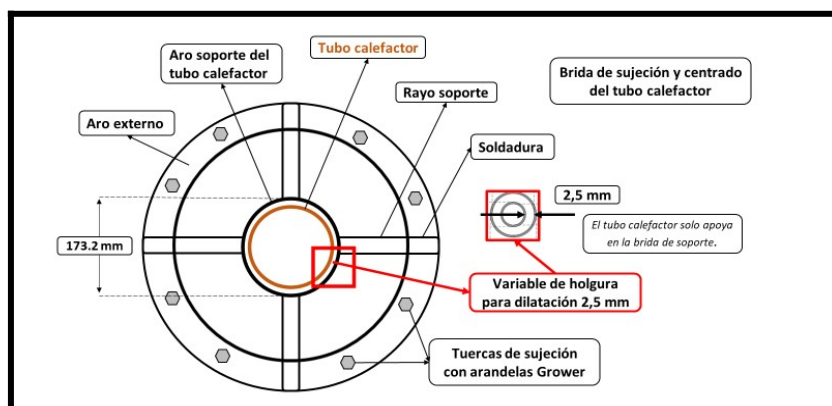 Aro soporte del
tubo calefactor
Tubo calefactor
Brida de sujeción y centrado
del tubo calefactor
Rayo soporte
Aro externo
Soldadura
2,5 mm
El tubo calefactor solo apoya
en la brida de soporte.
173.2 mm
Variable de holgura
para dilatación 2,5 mm
Tuercas de sujeción
con arandelas Grower